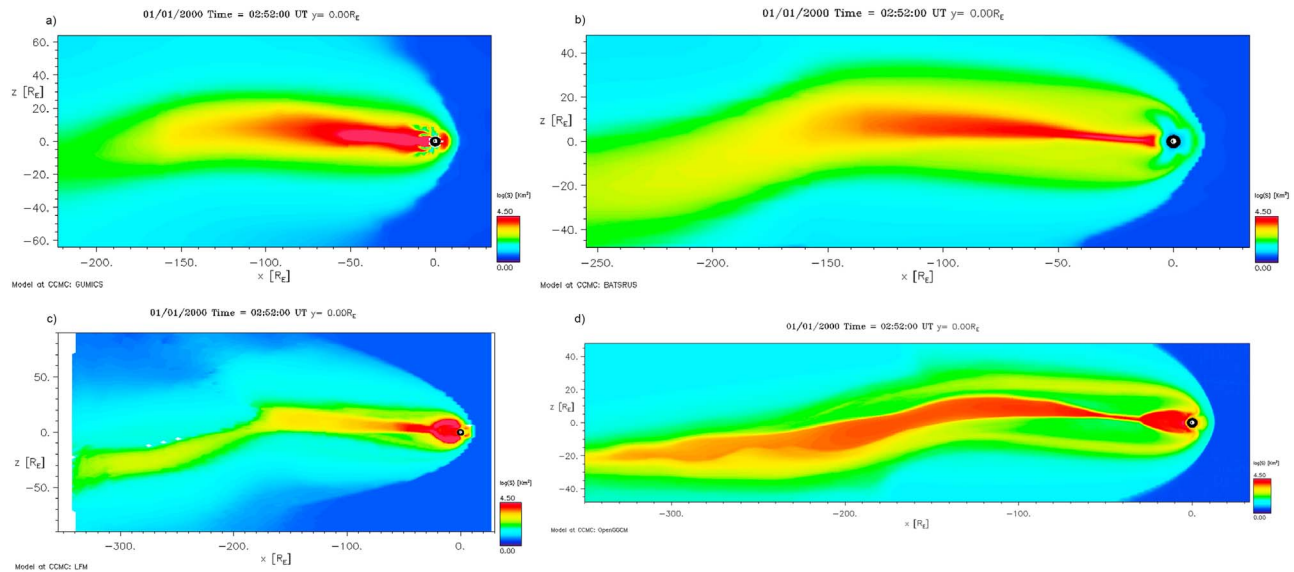 a)
01/01/2000 Time = 02:52:00 UT y= 0.00R_E
60.
40.
20.
z [R_E]
0.
-20.
-40.
-60.
-200.
-150.
-100.
-50.
0.
x [R_E]
log(S) [Km²]
4.50
0.00
Model at CCMC: GUMICS
b)
01/01/2000 Time = 02:52:00 UT y= 0.00R_E
40.
20.
z [R_E]
0.
-20.
-40.
-250.
-200.
-150.
-100.
-50.
0.
x [R_E]
log(S) [Km²]
4.50
0.00
Model at CCMC: BATSRUS
c)
01/01/2000 Time = 02:52:00 UT y= 0.00R_E
50.
z [R_E]
0.
-50.
-300.
-200.
-100.
0.
x [R_E]
log(S) [Km²]
4.50
0.00
Model at CCMC: LFM
d)
01/01/2000 Time = 02:52:00 UT y= 0.00R_E
40.
20.
z [R_E]
0.
-20.
-40.
-300.
-200.
-100.
0.
x [R_E]
log(S) [Km²]
4.50
0.00
Model at CCMC: OpenGGCM